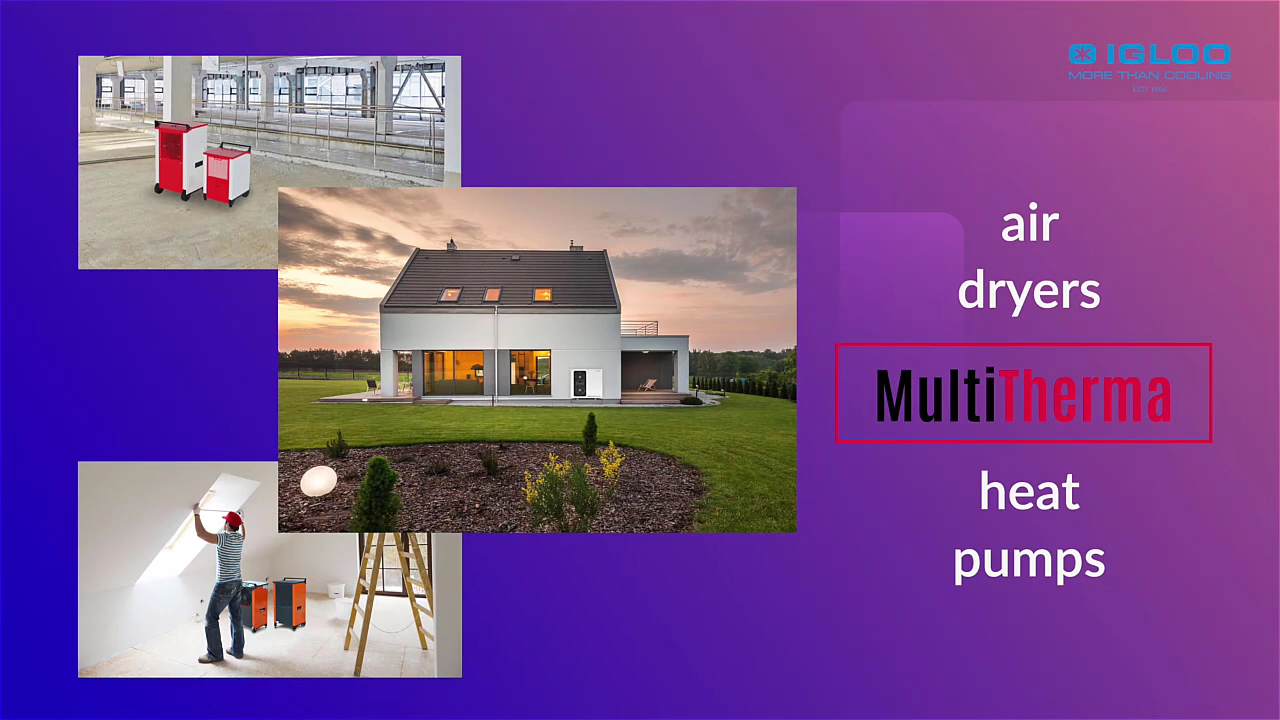 IGLOO
MORE THAN COOLING
air
dryers
MultiTherma
heat
pumps